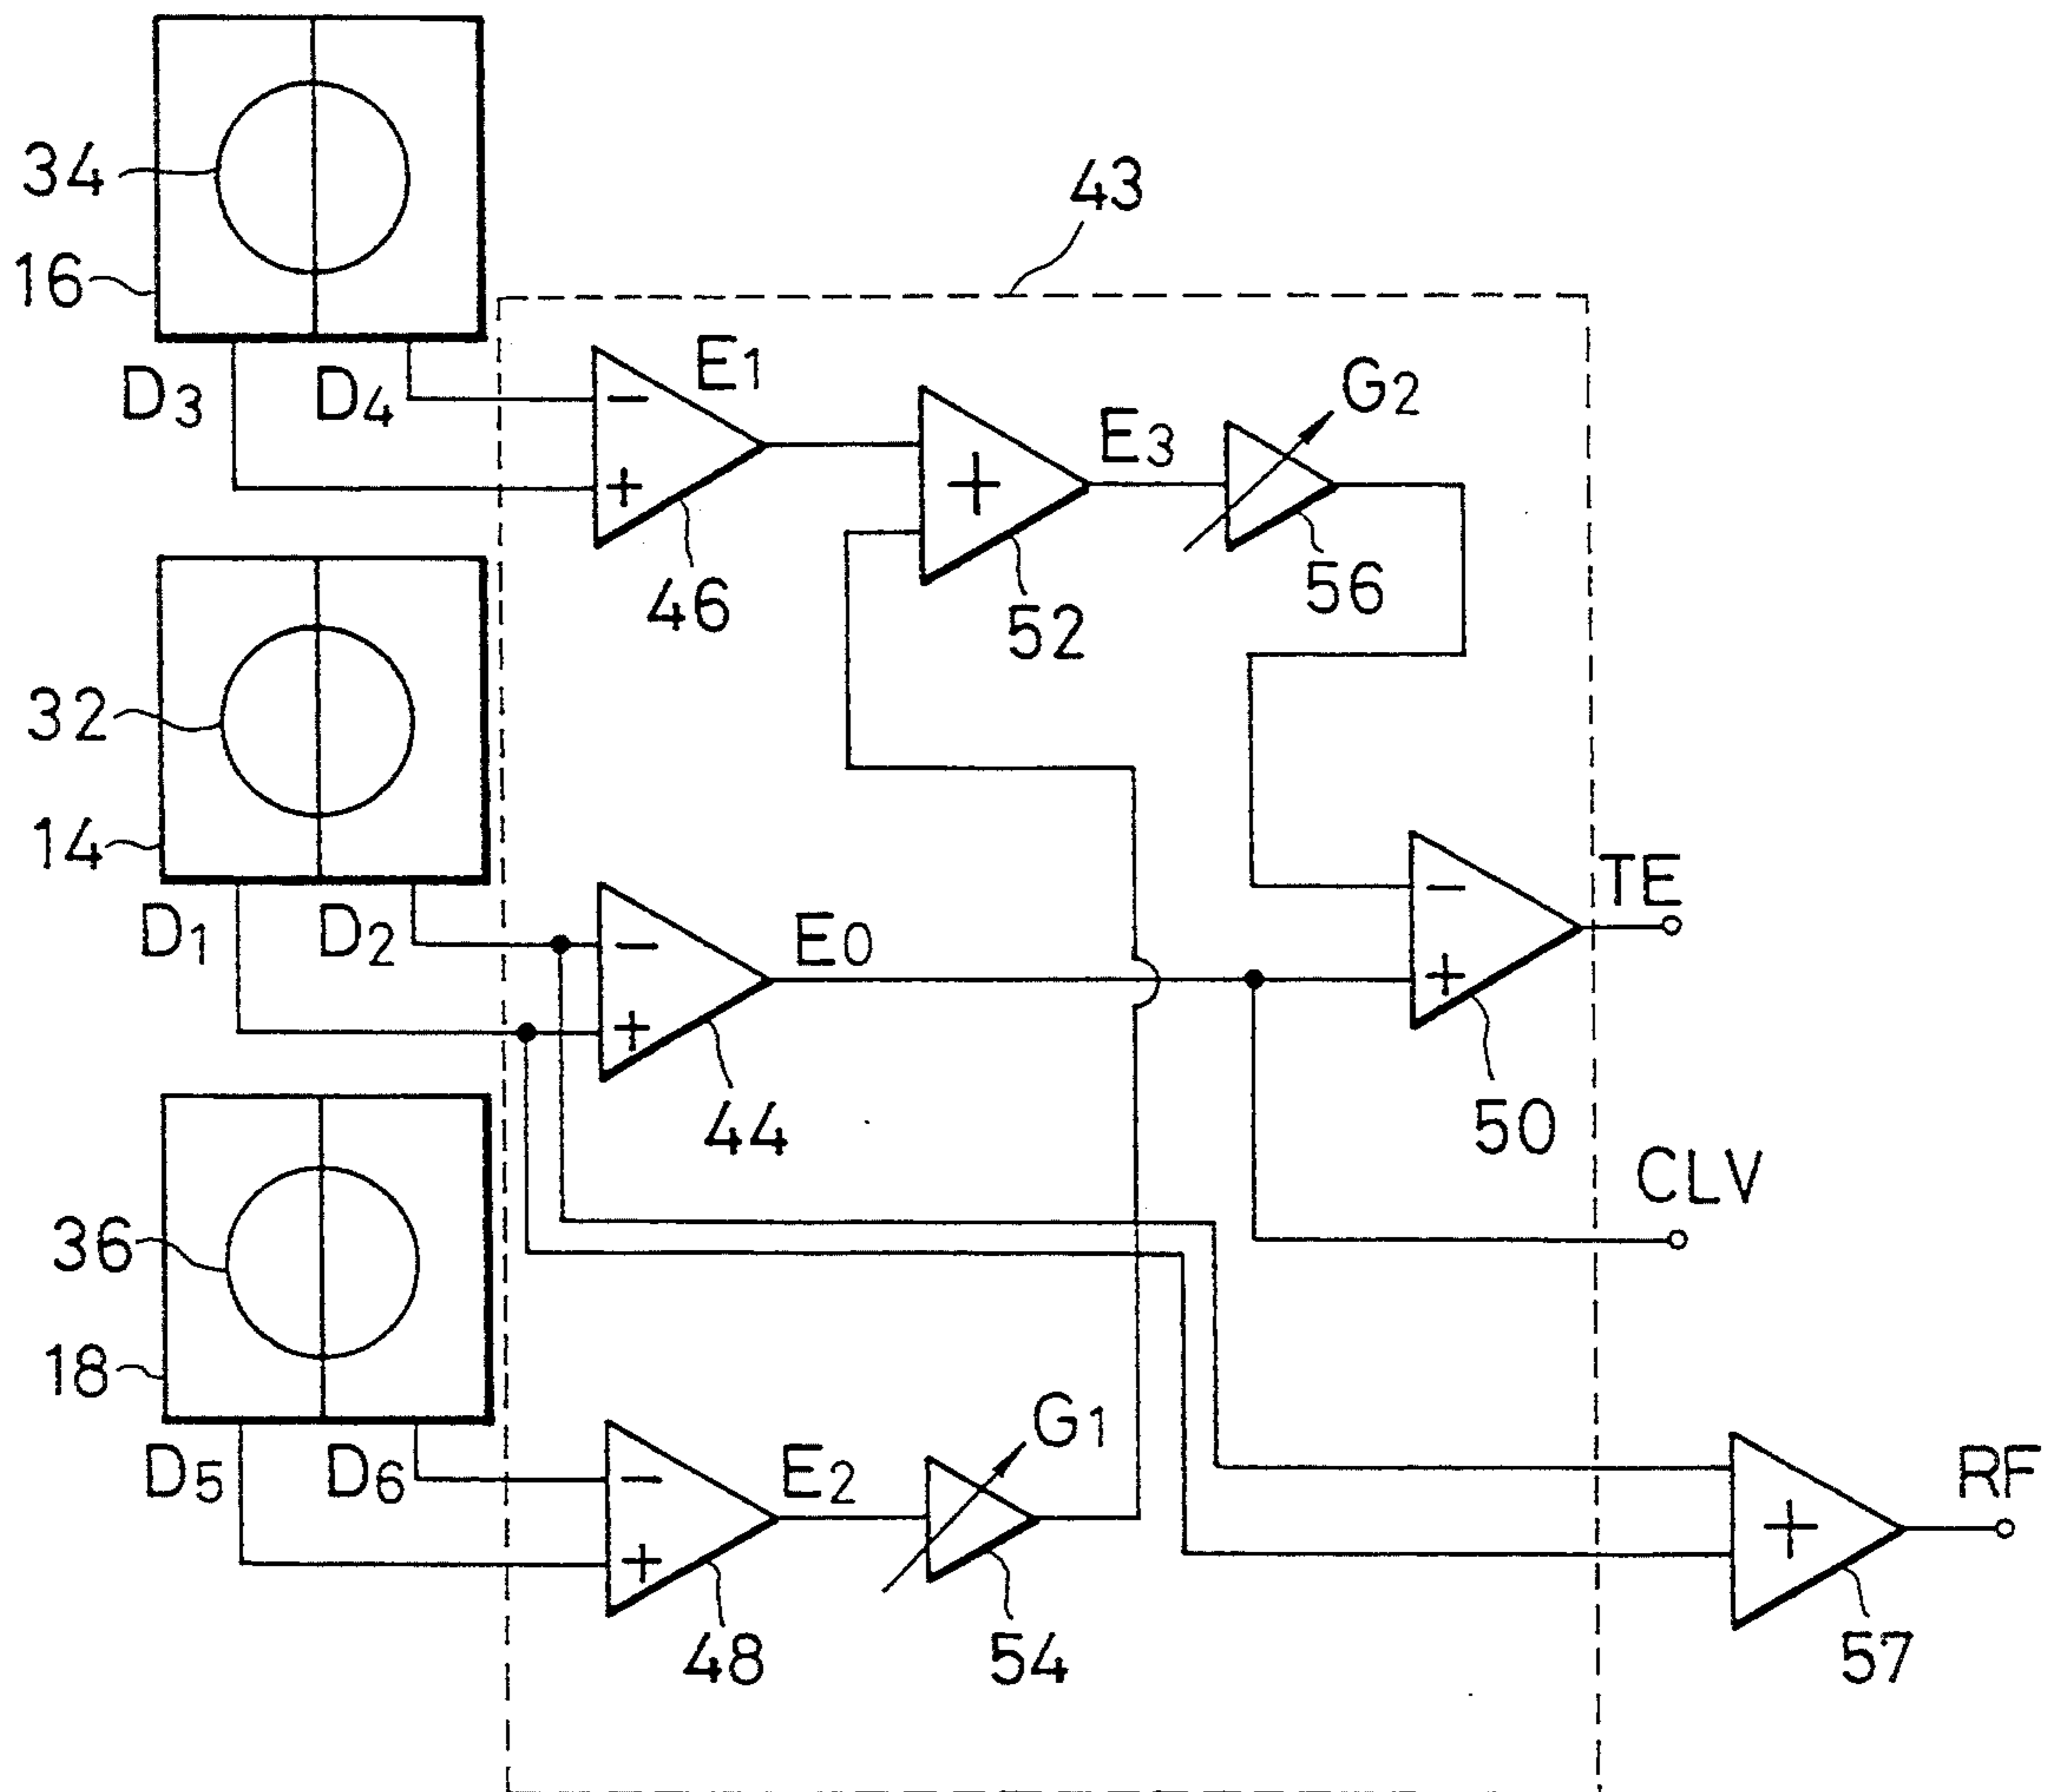 34
43
16
E1
G2
D3
D4
−
E3
+
+
56
46
52
32
14
−
TE
D1
D2
−
E0
+
+
44
50
CLV
36
18
G1
D5
D6
−
E2
RF
+
+
48
54
57